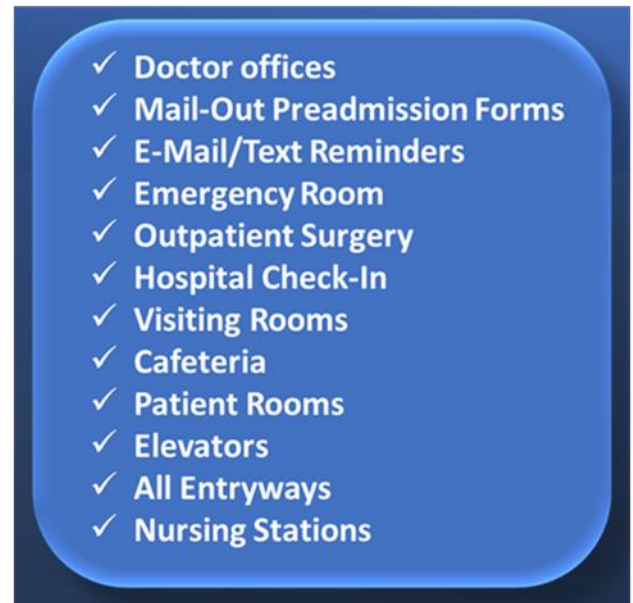 ✓ Doctor offices
✓ Mail-Out Preadmission Forms
✓ E-Mail/Text Reminders
✓ Emergency Room
✓ Outpatient Surgery
✓ Hospital Check-In
✓ Visiting Rooms
✓ Cafeteria
✓ Patient Rooms
✓ Elevators
✓ All Entryways
✓ Nursing Stations